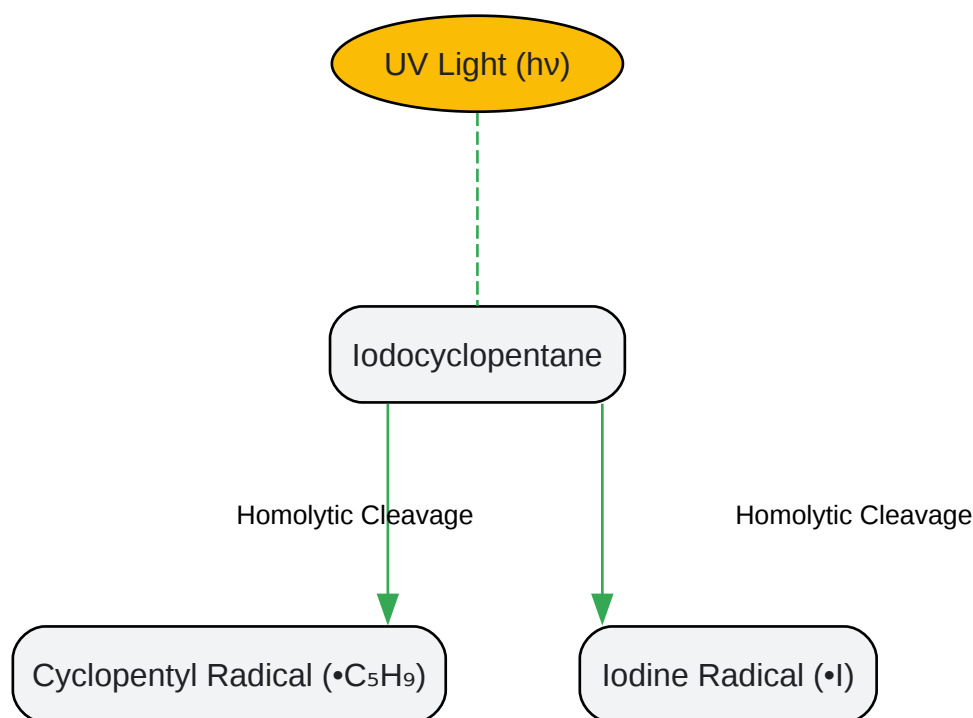 UV Light (hν)
Iodocyclopentane
Homolytic Cleavage
Homolytic Cleavage
Cyclopentyl Radical (•C₅H₉)
Iodine Radical (•I)